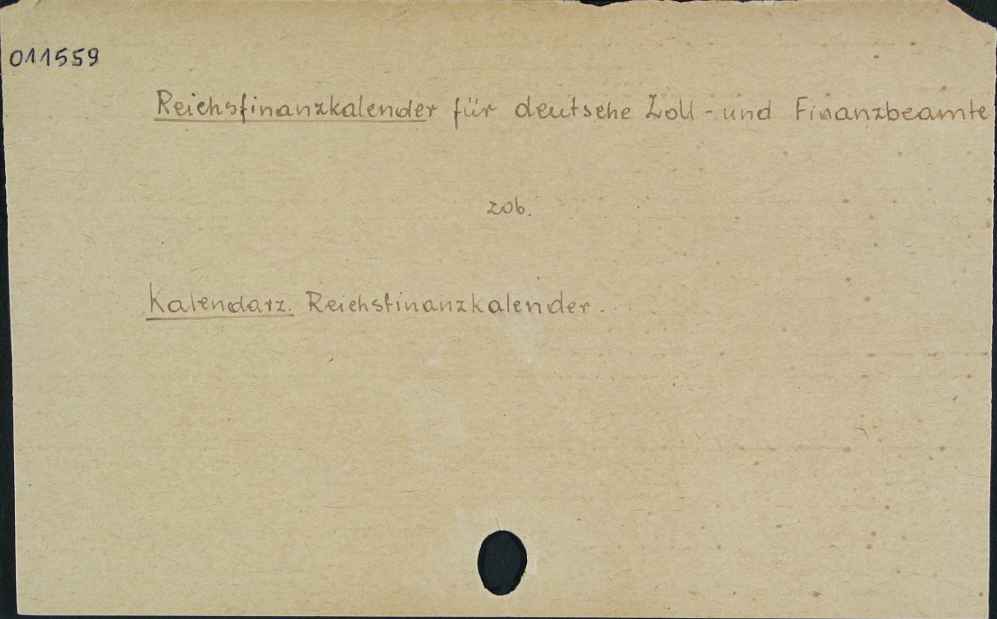 011559
Reichsfinanzkalender für deutsche Zoll- und Finanzbeamte
zob.
Kalendarz. Reichsfinanzkalender.